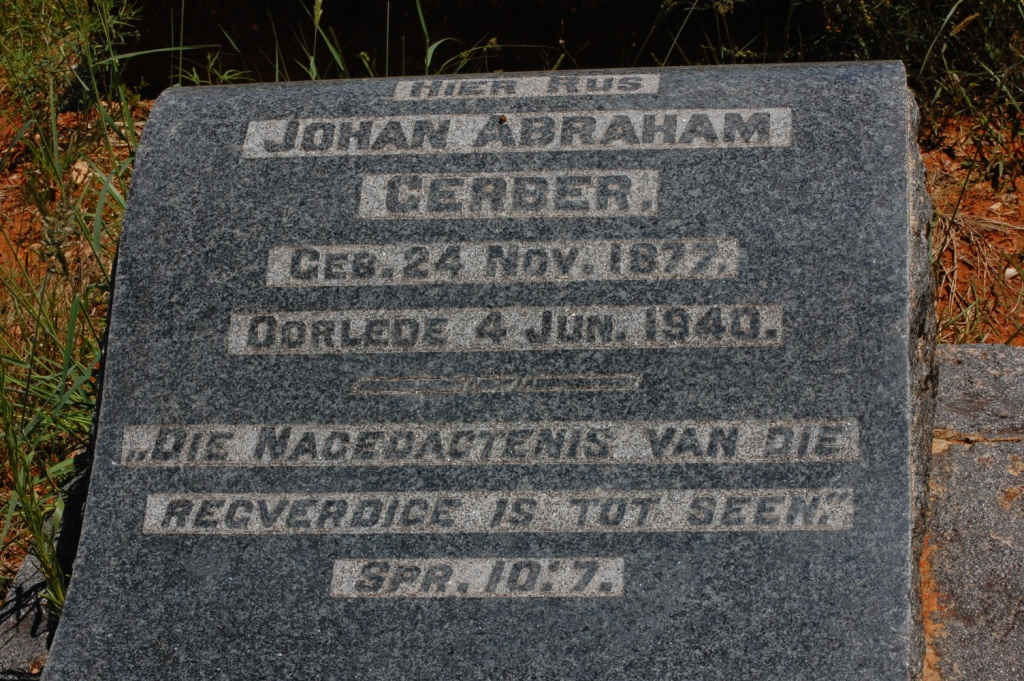 HIER RUS
JOHAN ABRAHAM
GERBER.
GEB. 24 NOV. 1877.
OORLEDE 4 JUN. 1940.
„DIE NAGEDAGTENIS VAN DIE
REGVERDIGE IS TOT SEËN."
SPR. 10:7.